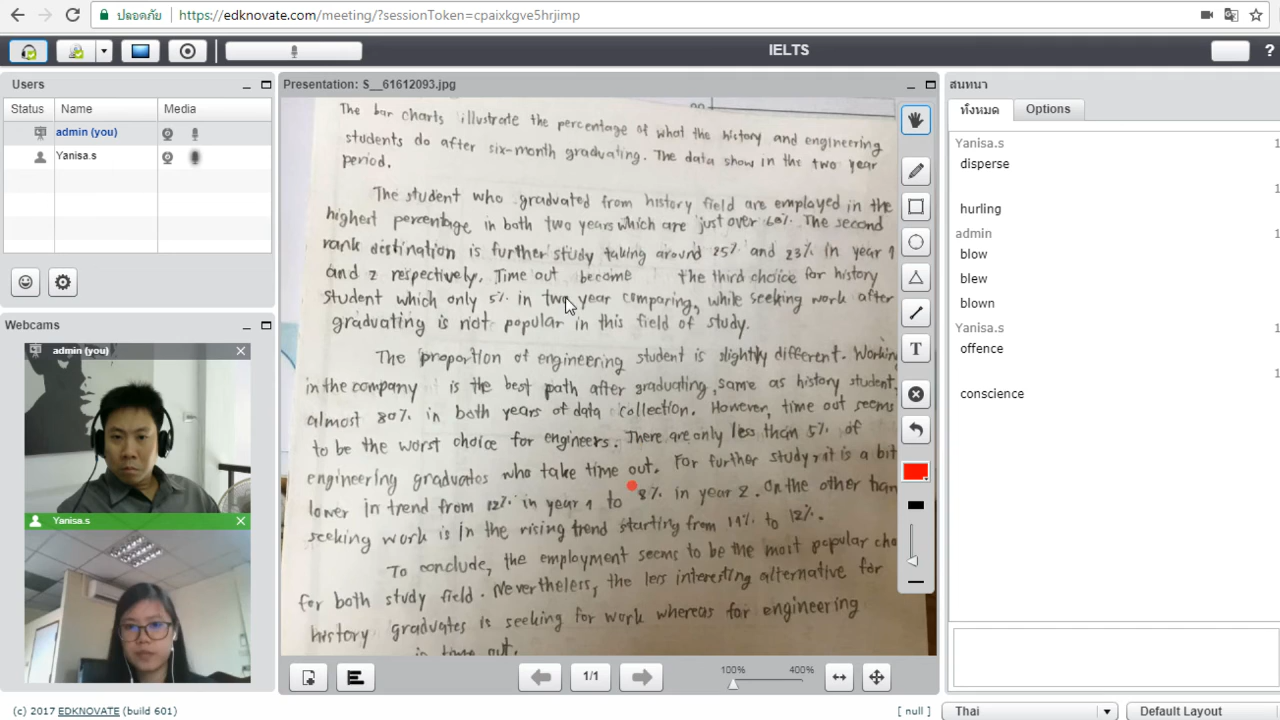 ปลอดภัย
https://edknovate.com/meeting/?sessionToken=cpaixkgve5hrjimp
IELTS
?
Users
Status Name Media
admin (you)
Yanisa.s
Webcams
admin (you)
Yanisa.s
Presentation: S__61612093.jpg
The bar charts illustrate the percentage of what the history and engineering
students do after six-month graduating. The data show in the two year
period.
The student who graduated from history field are employed in the
highest percentage in both two years which are just over 60%. The second
rank destination is further study taking around 25% and 23% in year 1
and 2 respectively. Time out become the third choice for history
student which only 5% in two year comparing, while seeking work after
graduating is not popular in this field of study.
The proportion of engineering student is slightly different. Workin
in the company is the best path after graduating, same as history student,
almost 80% in both years of data collection. However, time out seems
to be the worst choice for engineers. There are only less than 5% of
engineering graduates who take time out. For further study, it is a bit
lower in trend from 12% in year 1 to 8% in year 2. On the other han
seeking work is in the rising trend starting from 11% to 12%.
To conclude, the employment seems to be the most popular cho
for both study field. Nevertheless, the less interesting alternative for
history graduates is seeking for work whereas for engineering
in time out.
T
1/1
100% 400%
สนทนา
ทั้งหมด Options
Yanisa.s 1
disperse
1
hurling
admin 1
blow
blew
blown
Yanisa.s 1
offence
1
conscience
(c) 2017 EDKNOVATE (build 601)
[ null ]
Thai
Default Layout